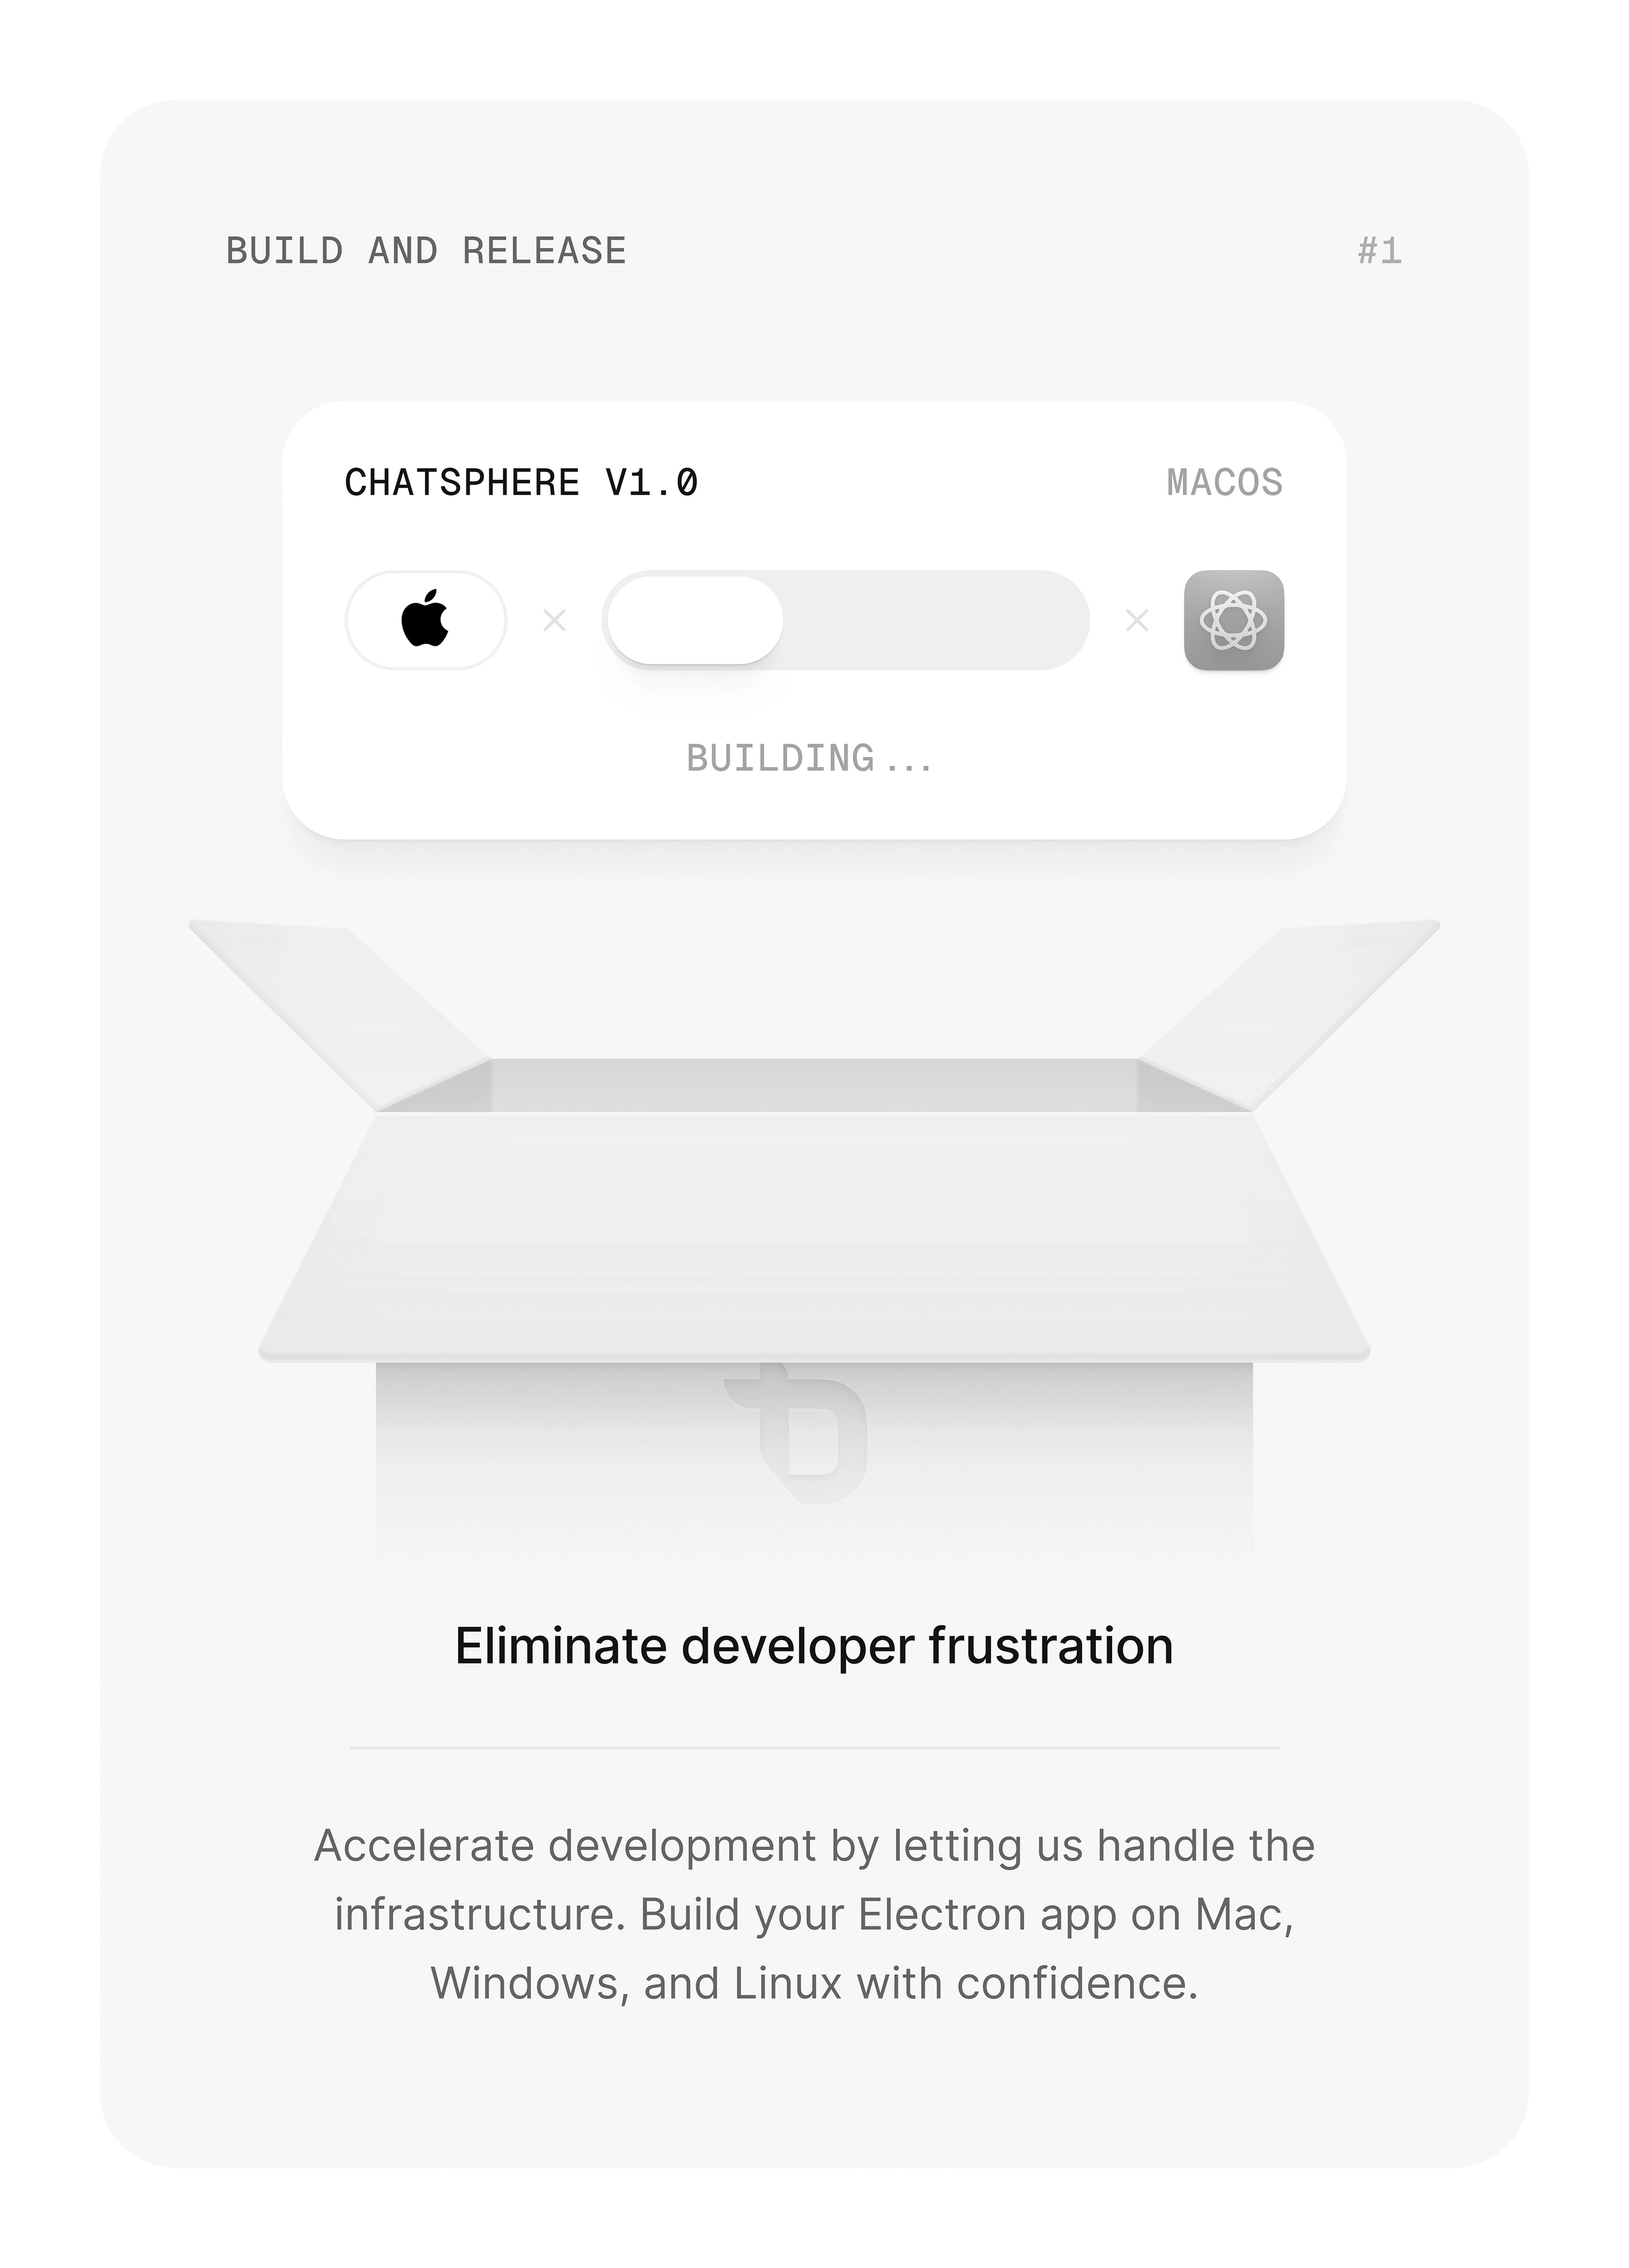 BUILD AND RELEASE
#1
CHATSPHERE V1.0
MACOS
BUILDING...
Eliminate developer frustration
Accelerate development by letting us handle the
infrastructure. Build your Electron app on Mac,
Windows, and Linux with confidence.